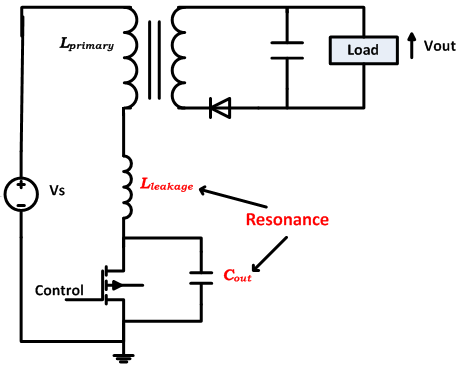 Lprimary
Load
Vout
Vs
Lleakage
Resonance
Cout
Control